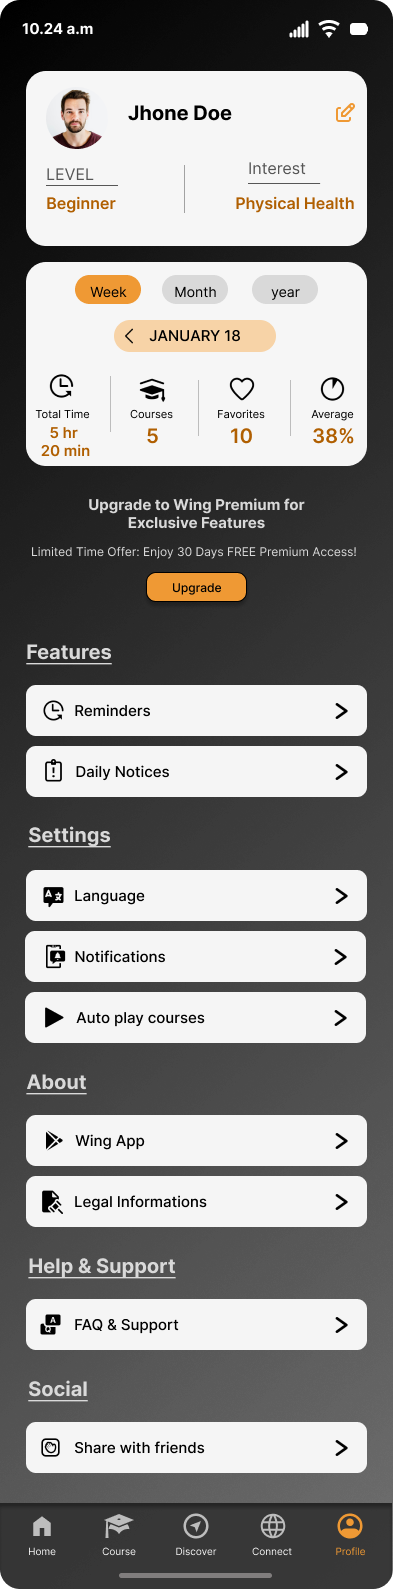 10.24 a.m
Jhone Doe
LEVEL
Interest
Beginner
Physical Health
Week
Month
year
JANUARY 18
Total Time
Courses
Favorites
Average
5 hr
20 min
5
10
38%
Upgrade to Wing Premium for
Exclusive Features
Limited Time Offer: Enjoy 30 Days FREE Premium Access!
Upgrade
Features
Reminders
Daily Notices
Settings
Language
Notifications
Auto play courses
About
Wing App
Legal Informations
Help & Support
FAQ & Support
Social
Share with friends
Home
Course
Discover
Connect
Profile